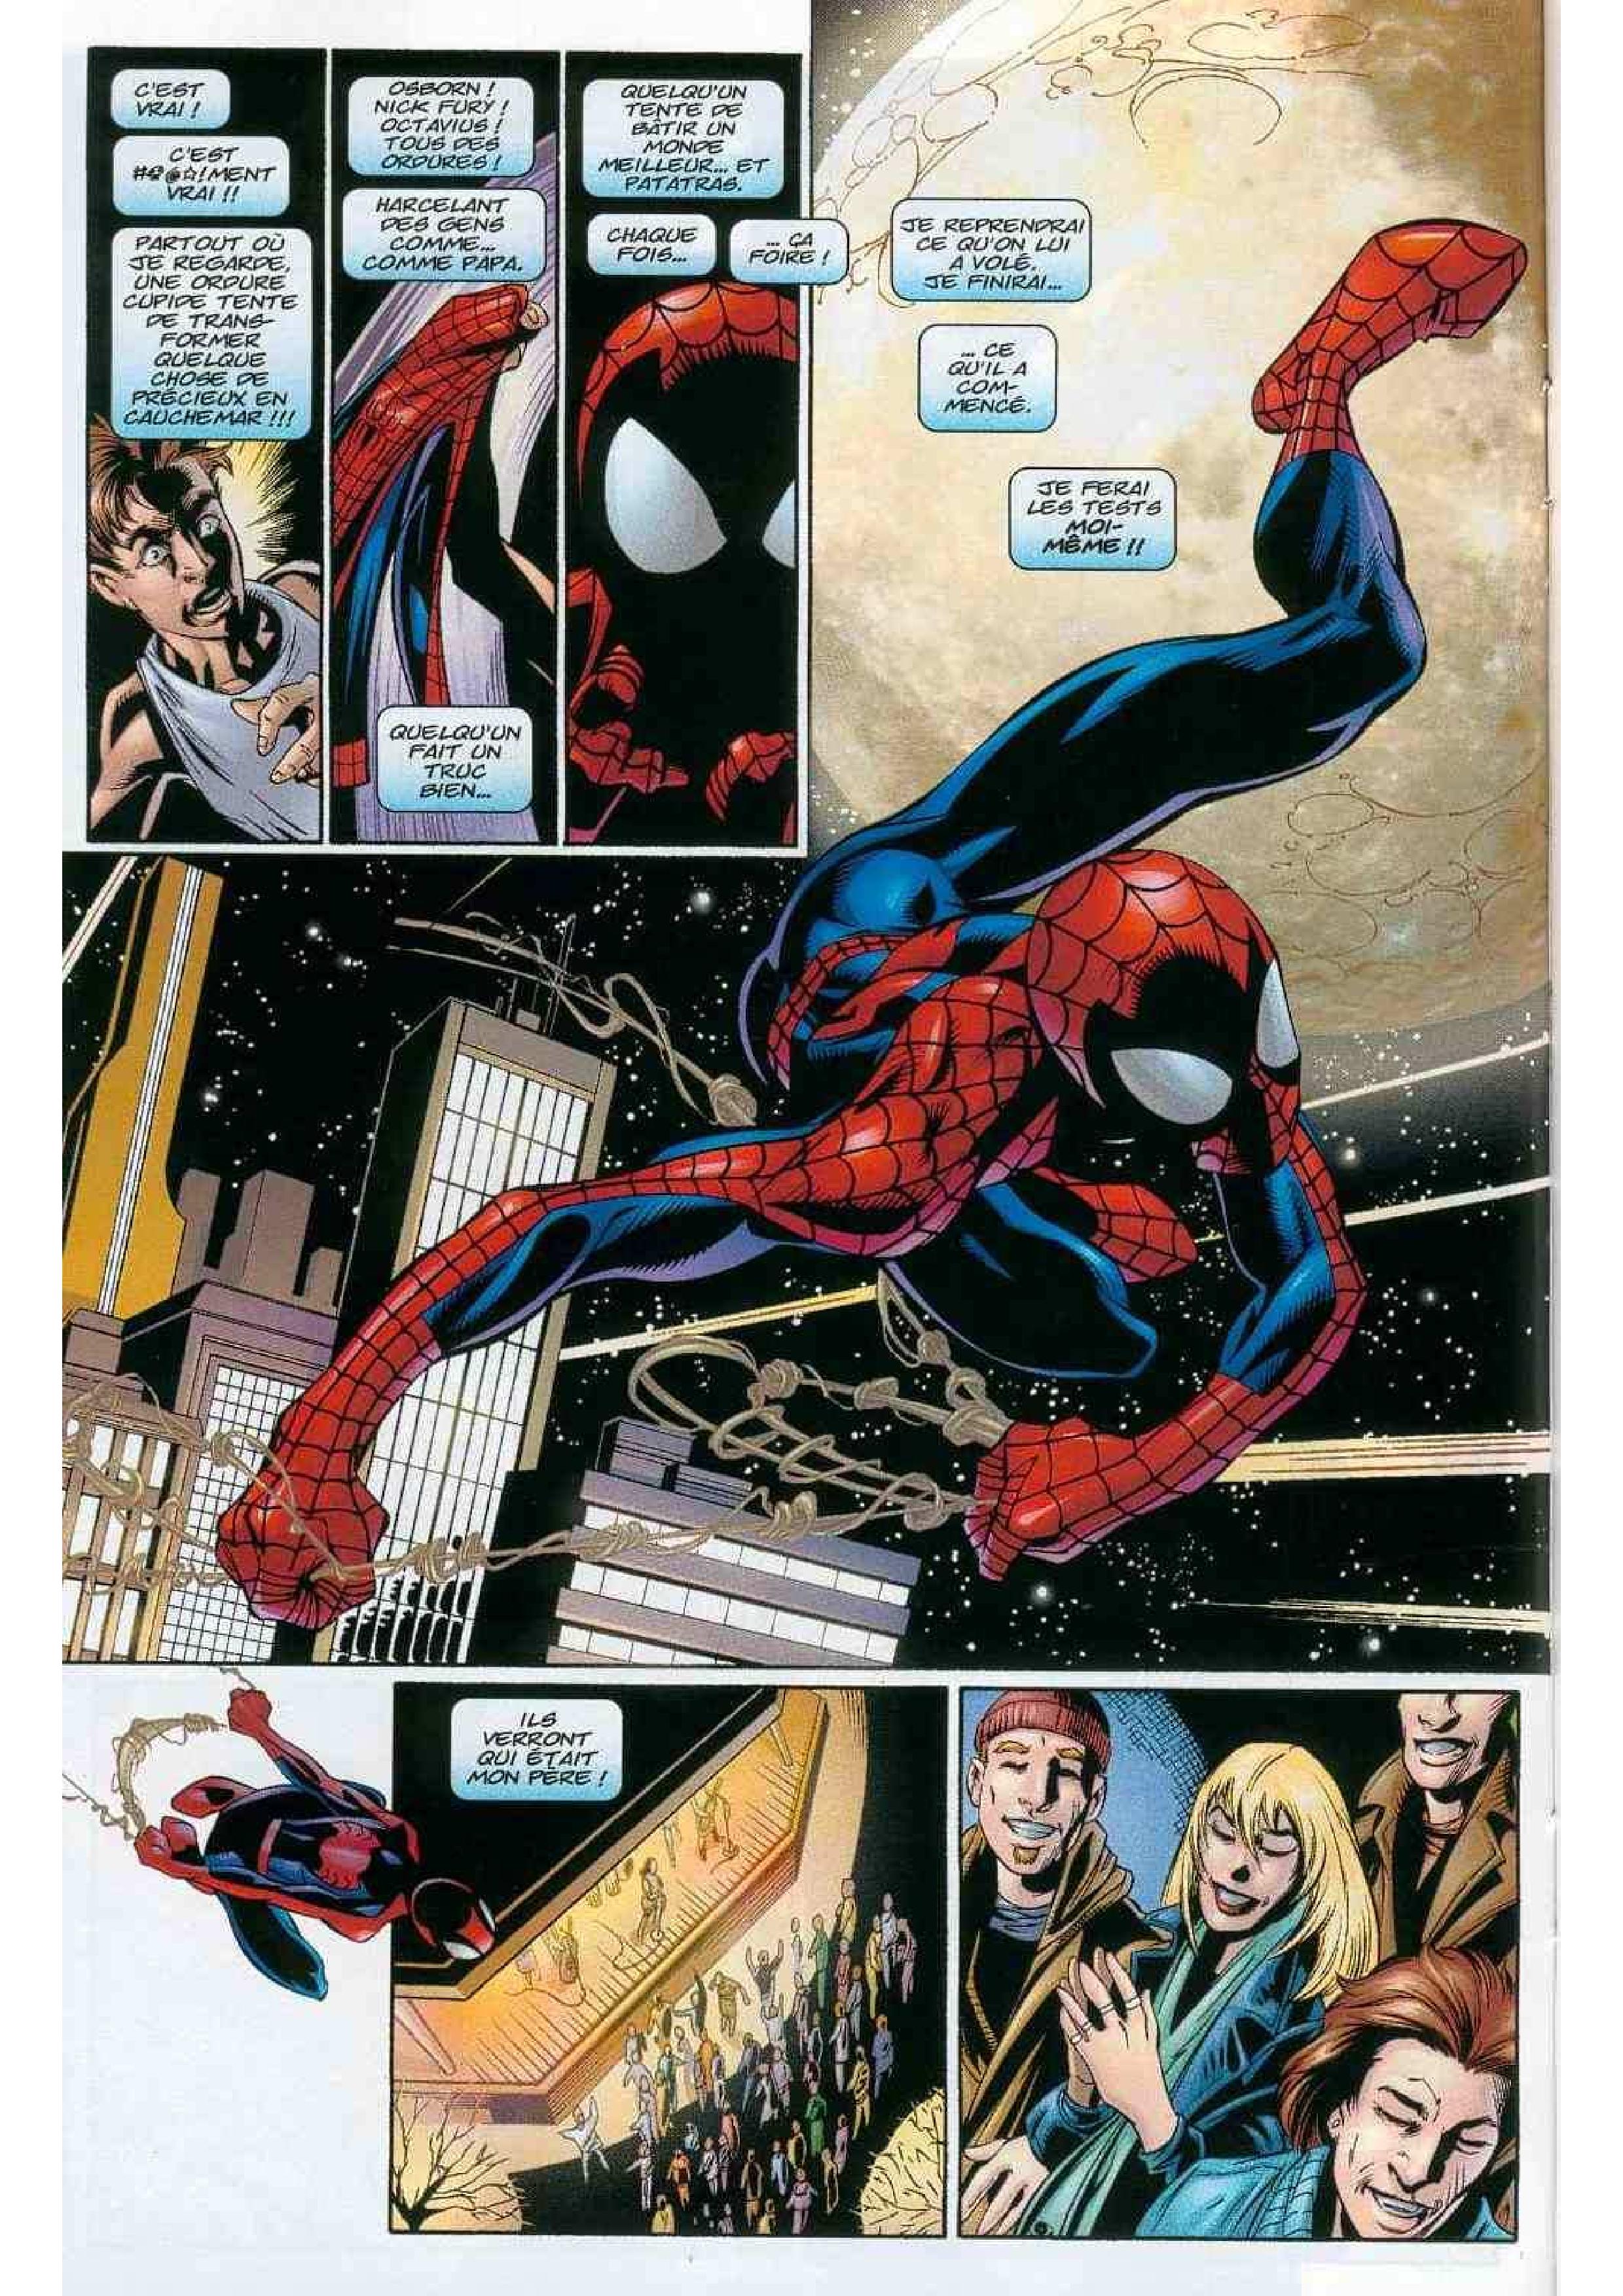 C'EST
VRAI !
C'EST
#@@☆!MENT
VRAI !!
PARTOUT OÙ
JE REGARDE,
UNE ORDURE
CUPIDE TENTE
DE TRANS-
FORMER
QUELQUE
CHOSE DE
PRÉCIEUX EN
CAUCHEMAR !!!
OSBORN !
NICK FURY !
OCTAVIUS !
TOUS DES
ORDURES !
HARCELANT
DES GENS
COMME...
COMME PAPA.
QUELQU'UN
FAIT UN
TRUC
BIEN...
QUELQU'UN
TENTE DE
BÂTIR UN
MONDE
MEILLEUR... ET
PATATRAS.
CHAQUE
FOIS...
... ÇA
FOIRE !
JE REPRENDRAI
CE QU'ON LUI
A VOLÉ.
JE FINIRAI...
... CE
QU'IL A
COM-
MENCÉ.
JE FERAI
LES TESTS
MOI-
MÊME !!
ILS
VERRONT
QUI ÉTAIT
MON PÈRE !